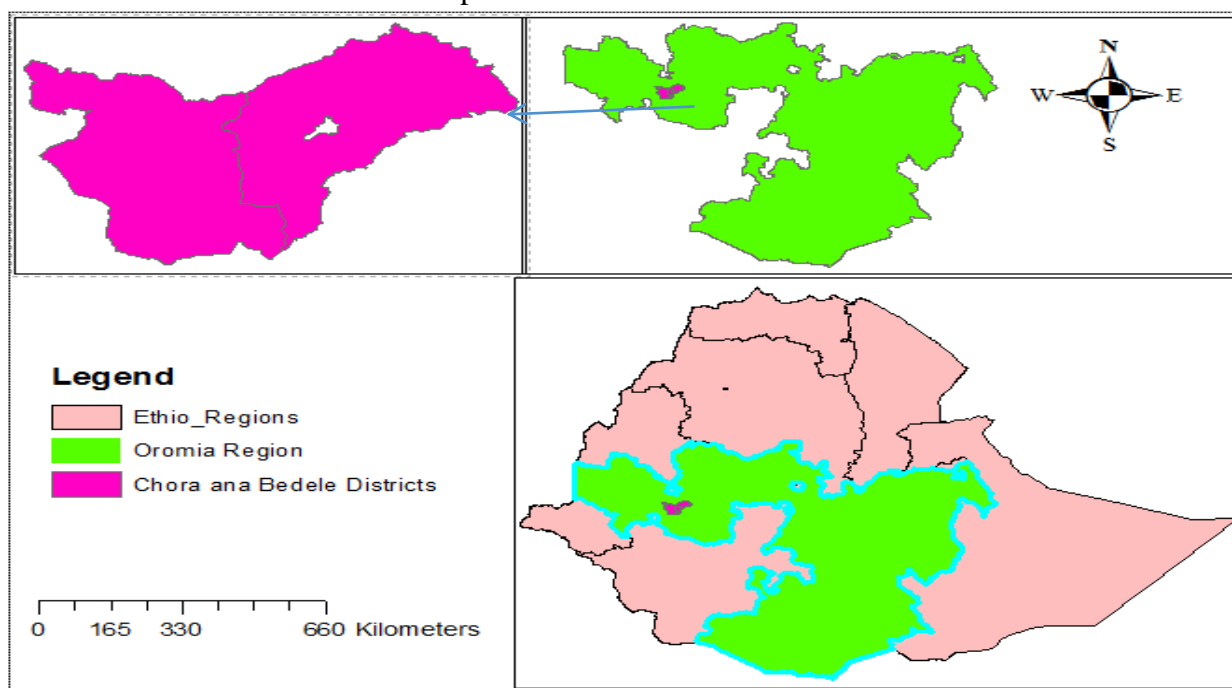 N
W E
S
Legend
Ethio_Regions
Oromia Region
Chora ana Bedele Districts
0 165 330 660 Kilometers